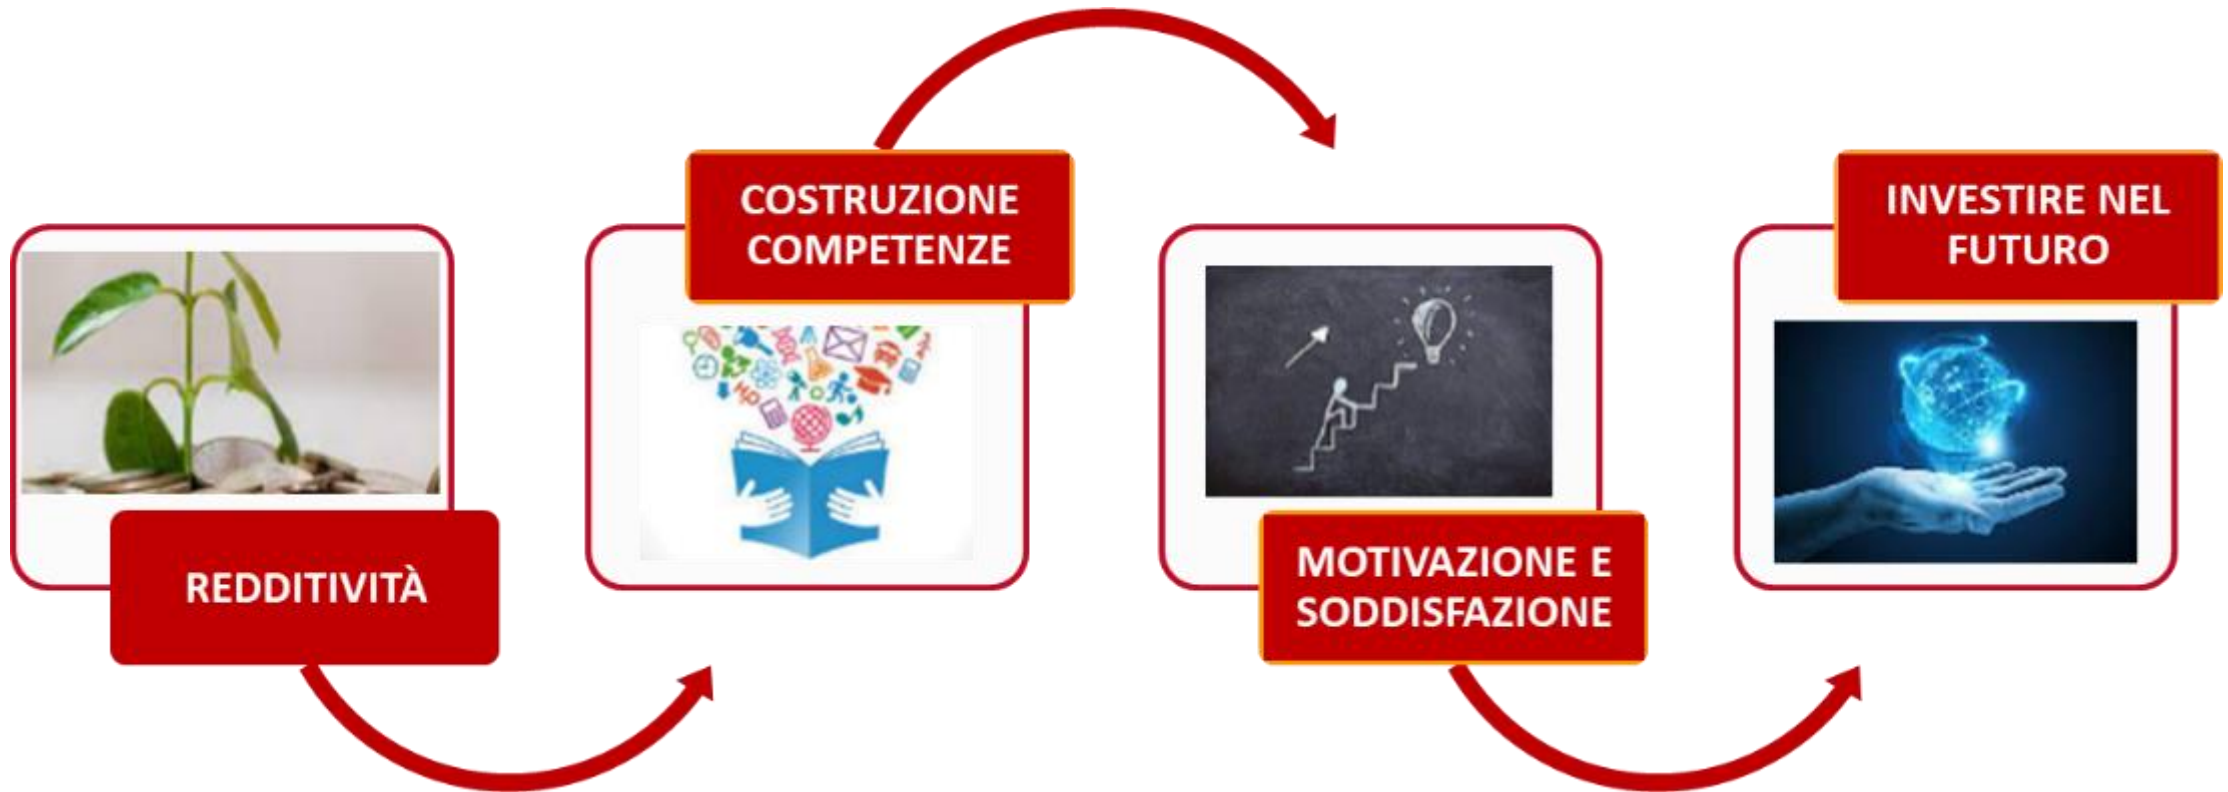 REDDITIVITÀ
COSTRUZIONE
COMPETENZE
MOTIVAZIONE E
SODDISFAZIONE
INVESTIRE NEL
FUTURO